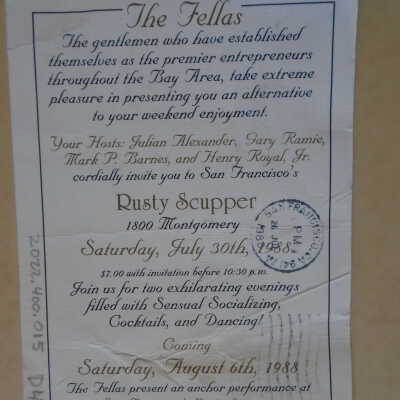 The Fellas
The gentlemen who have established
themselves as the premier entrepreneurs
throughout the Bay Area, take extreme
pleasure in presenting you an alternative
to your weekend enjoyment.
Your Hosts: Julian Alexander, Gary Ramie,
Mark P. Barnes, and Henry Royal, Jr.
cordially invite you to San Francisco's
Rusty Scupper
1800 Montgomery
Saturday, July 30th, 1988
$7.00 with invitation before 10:30 p.m.
Join us for two exhilarating evenings
filled with Sensual Socializing,
Cocktails, and Dancing!
Coming
Saturday, August 6th, 1988
The Fellas present an anchor performance at
SAN FRANCISCO, CA
PM
2022.400.015